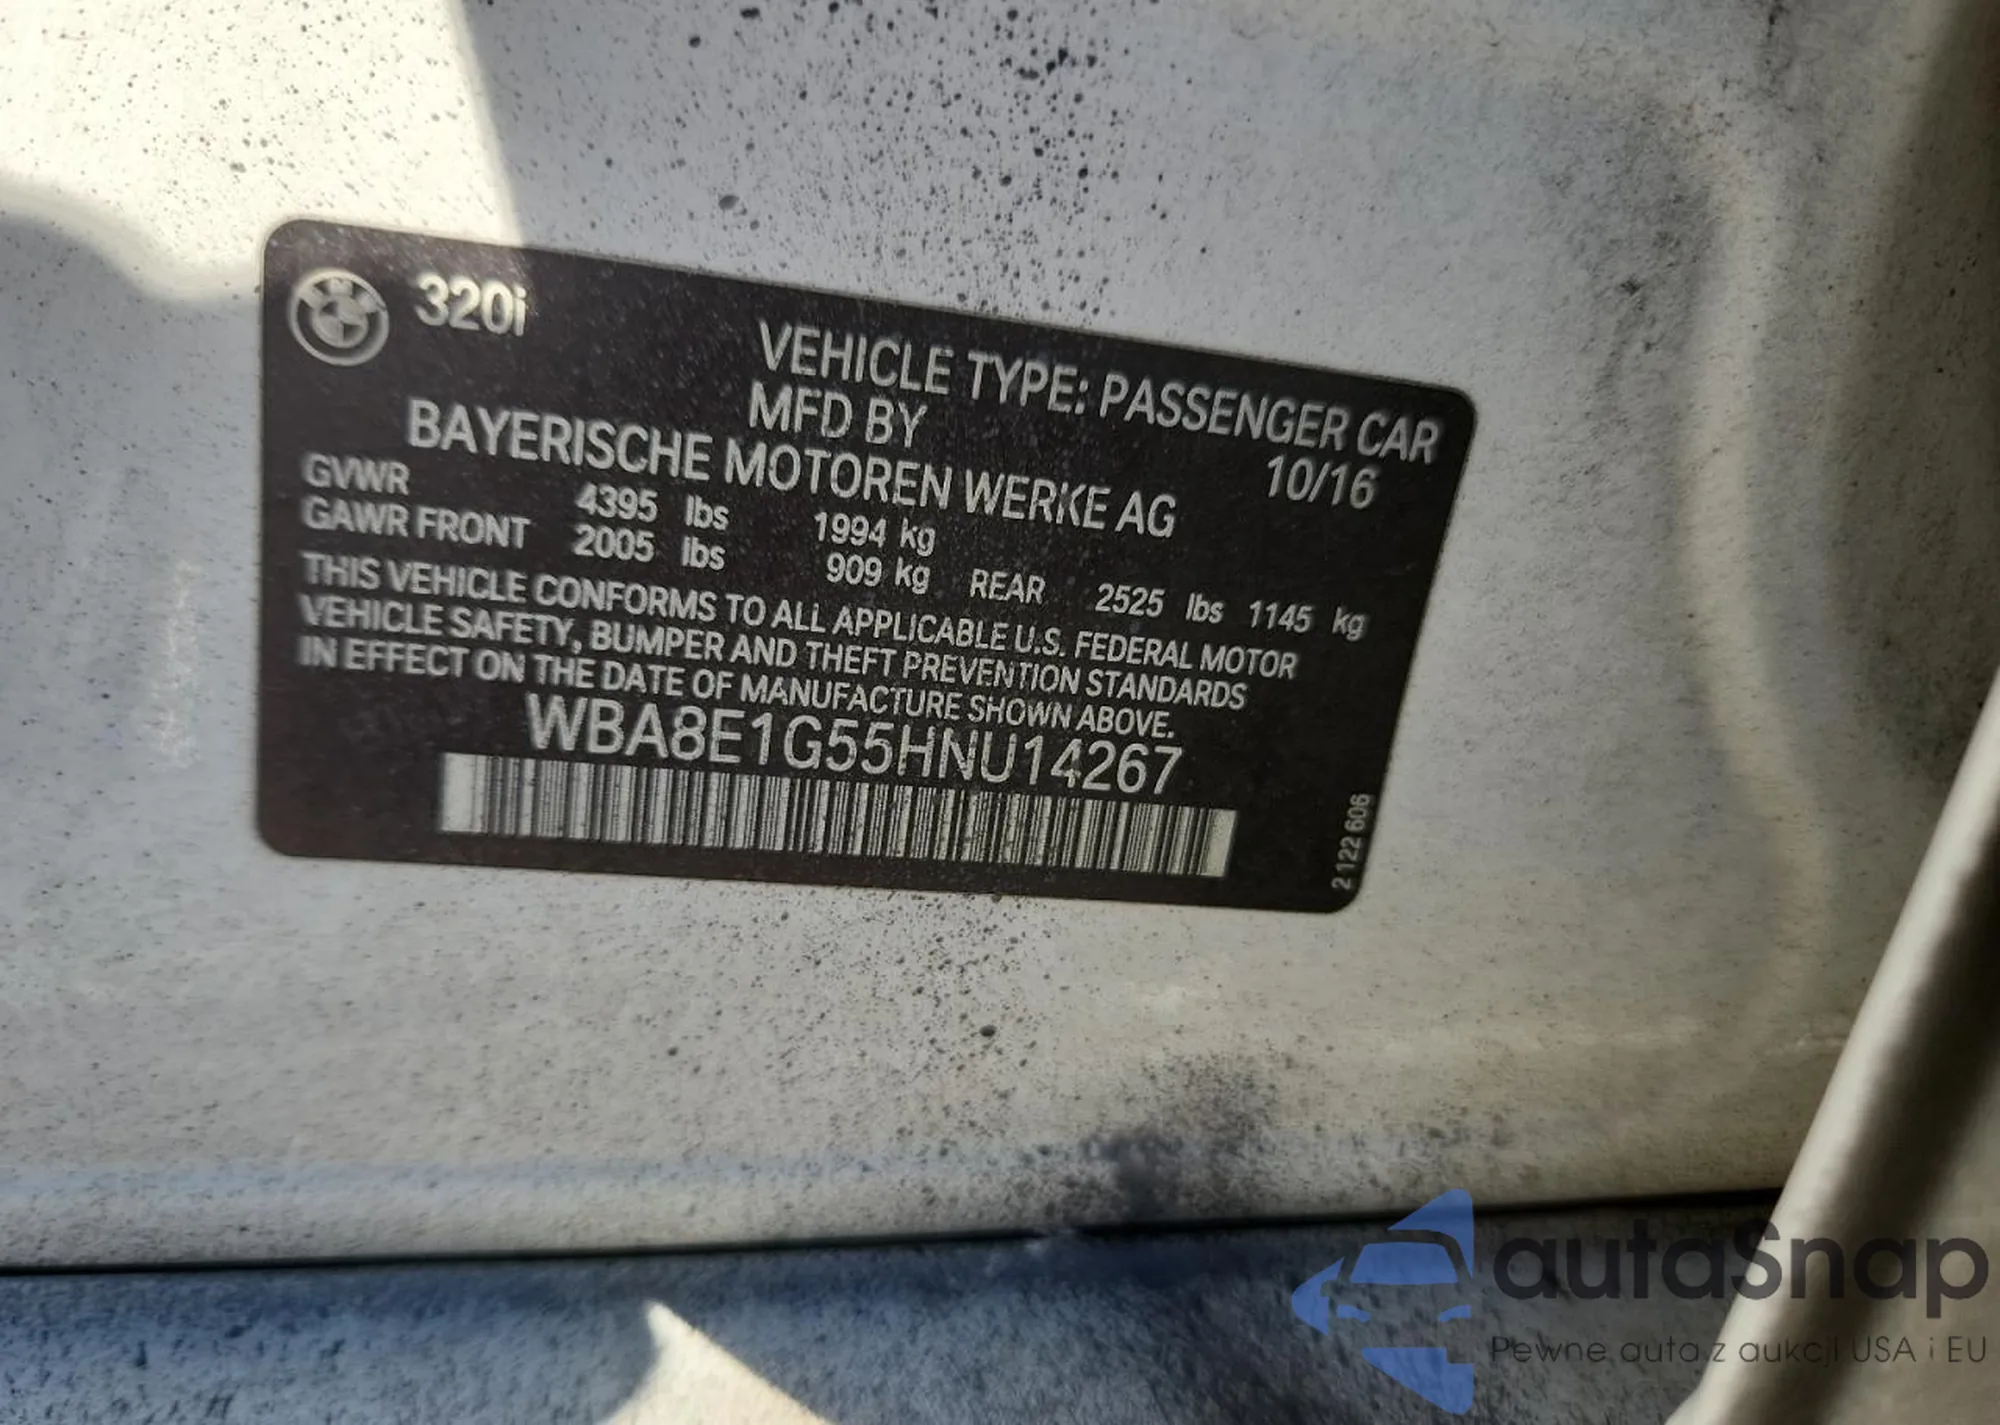 320i
VEHICLE TYPE: PASSENGER CAR
MFD BY 10/16
BAYERISCHE MOTOREN WERKE AG
GVWR 4395 lbs 1994 kg
GAWR FRONT 2005 lbs 909 kg REAR 2525 lbs 1145 kg
THIS VEHICLE CONFORMS TO ALL APPLICABLE U.S. FEDERAL MOTOR
VEHICLE SAFETY, BUMPER AND THEFT PREVENTION STANDARDS
IN EFFECT ON THE DATE OF MANUFACTURE SHOWN ABOVE.
WBA8E1G55HNU14267
2 122 606
autaSnap
Pewne auta z aukcji USA i EU